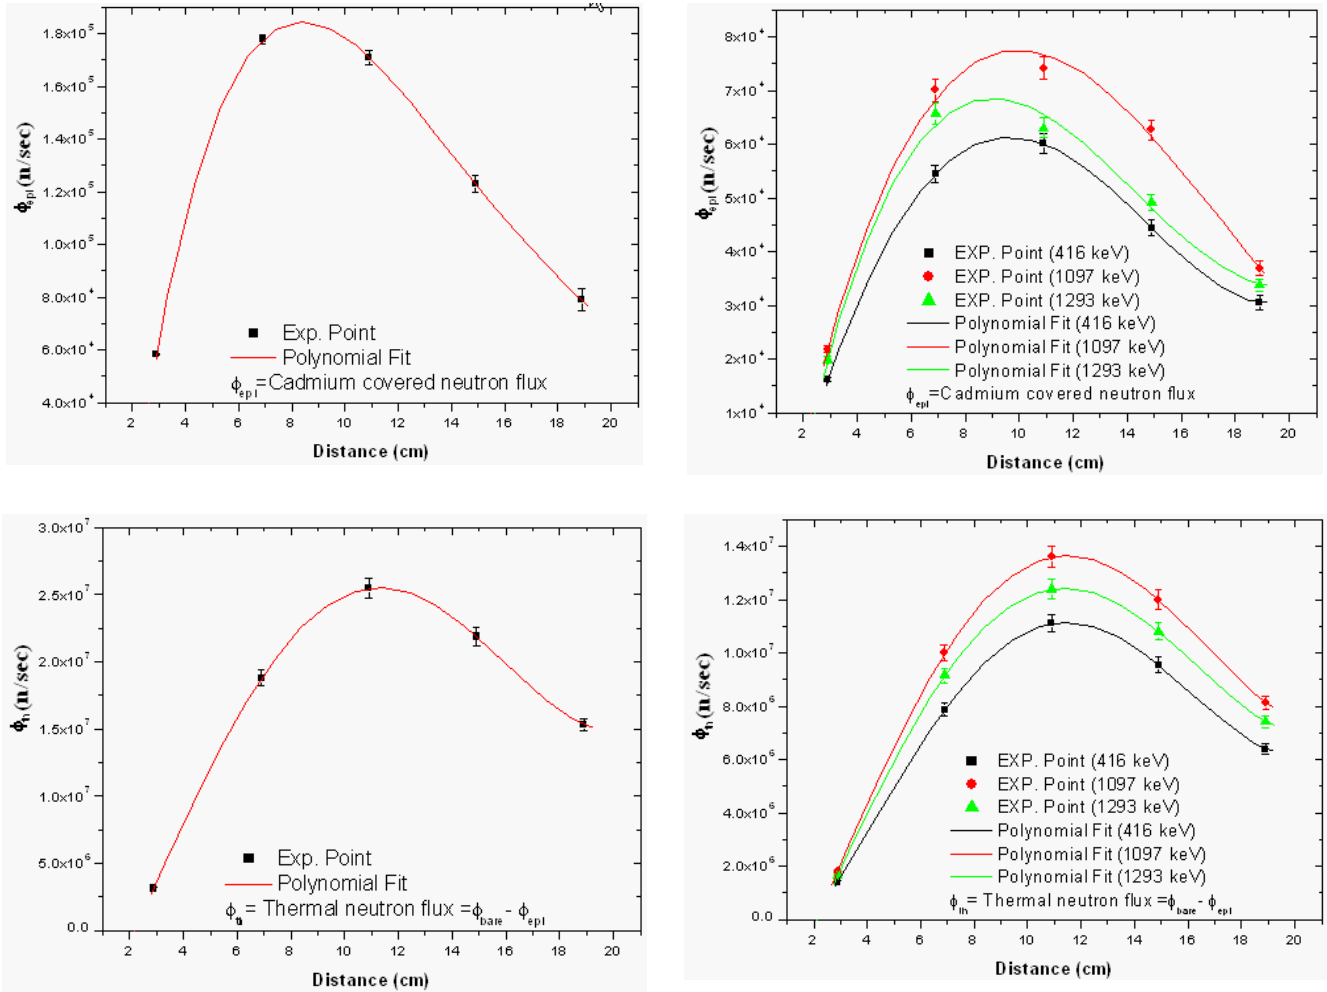 1.8x10⁵
1.6x10⁵
1.4x10⁵
1.2x10⁵
1.0x10⁵
8.0x10⁴
6.0x10⁴
4.0x10⁴
ϕepi (n/sec)
Exp. Point
Polynomial Fit
ϕepi=Cadmium covered neutron flux
2 4 6 8 10 12 14 16 18 20
Distance (cm)
8x10⁴
7x10⁴
6x10⁴
5x10⁴
4x10⁴
3x10⁴
2x10⁴
1x10⁴
ϕepi (n/sec)
EXP. Point (416 keV)
EXP. Point (1097 keV)
EXP. Point (1293 keV)
Polynomial Fit (416 keV)
Polynomial Fit (1097 keV)
Polynomial Fit (1293 keV)
ϕepi=Cadmium covered neutron flux
2 4 6 8 10 12 14 16 18 20
Distance (cm)
3.0x10⁷
2.5x10⁷
2.0x10⁷
1.5x10⁷
1.0x10⁷
5.0x10⁶
0.0
ϕth (n/sec)
Exp. Point
Polynomial Fit
ϕth= Thermal neutron flux =ϕbare - ϕepi
2 4 6 8 10 12 14 16 18 20
Distance (cm)
1.4x10⁷
1.2x10⁷
1.0x10⁷
8.0x10⁶
6.0x10⁶
4.0x10⁶
2.0x10⁶
0.0
ϕth (n/sec)
EXP. Point (416 keV)
EXP. Point (1097 keV)
EXP. Point (1293 keV)
Polynomial Fit (416 keV)
Polynomial Fit (1097 keV)
Polynomial Fit (1293 keV)
ϕth= Thermal neutron flux =ϕbare - ϕepi
2 4 6 8 10 12 14 16 18 20
Distance (cm)